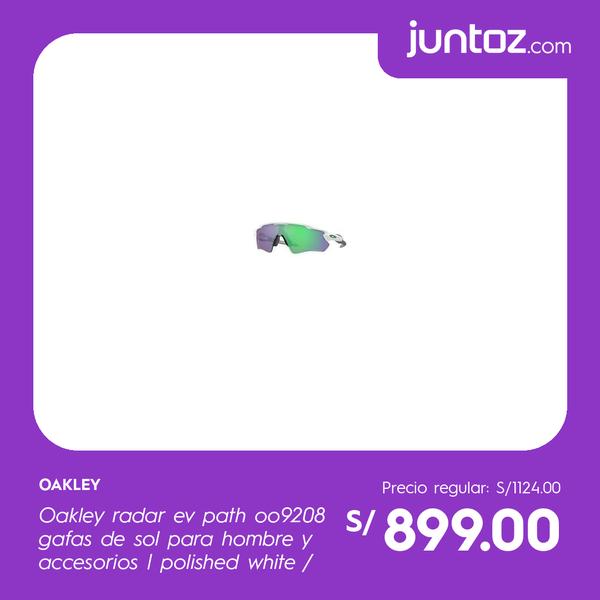 juntoz.com
OAKLEY
Oakley radar ev path oo9208
gafas de sol para hombre y
accesorios | polished white /
Precio regular: S/1124.00
S/ 899.00